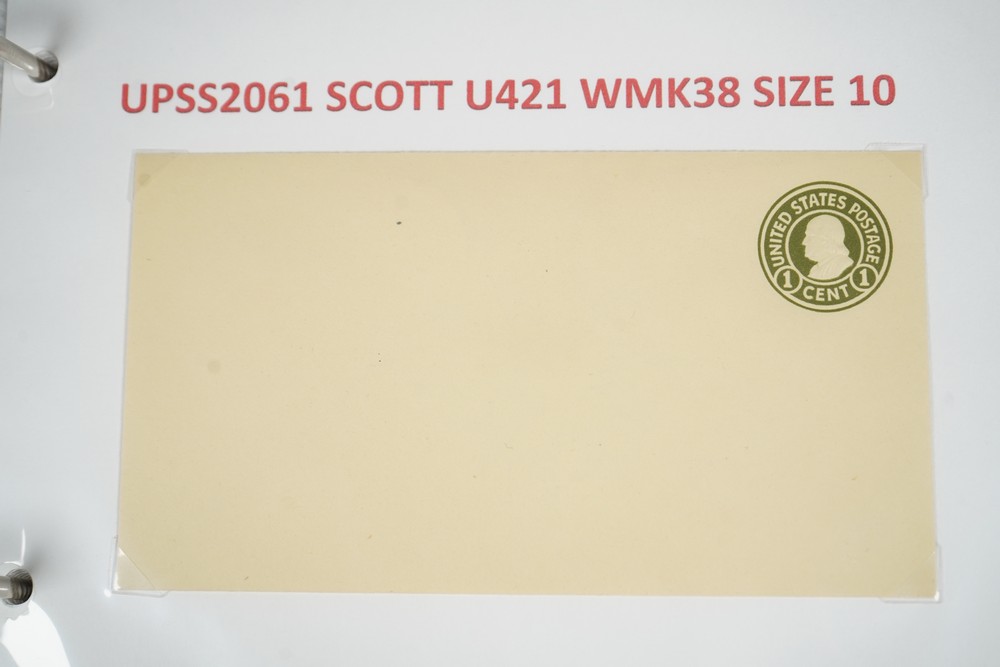 UPSS2061 SCOTT U421 WMK38 SIZE 10
UNITED STATES POSTAGE
1 CENT 1